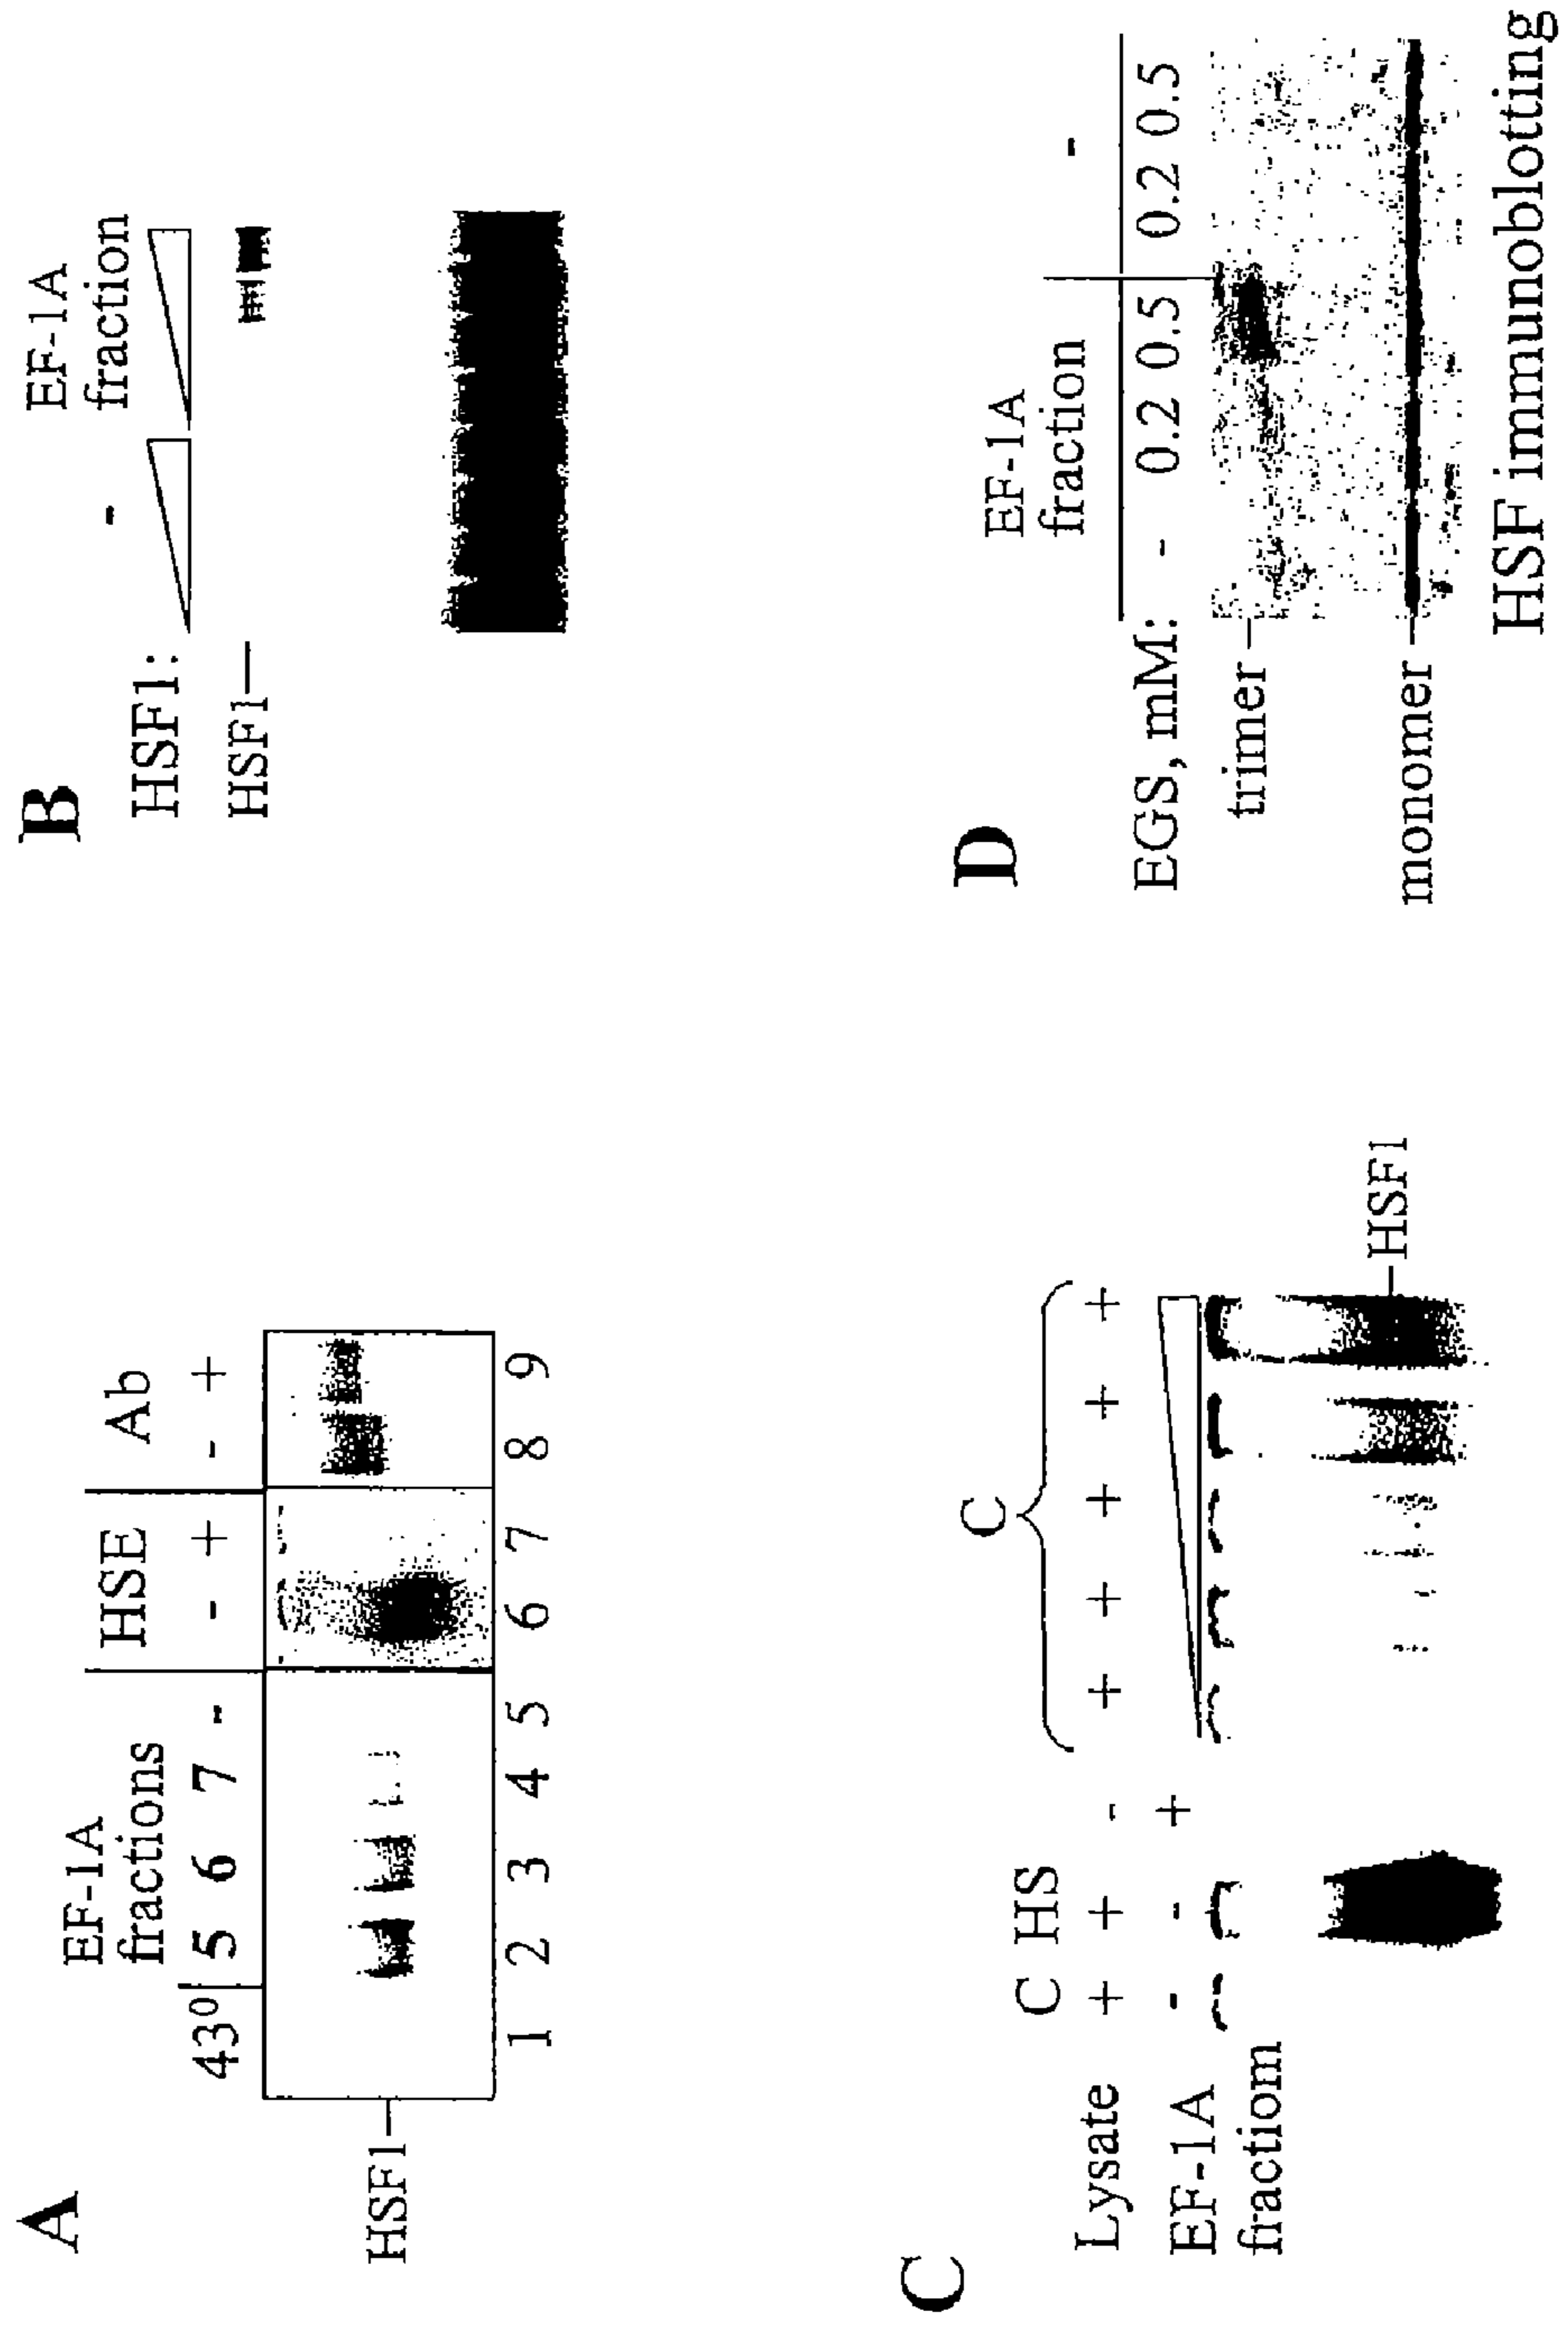 A
EF-1A
fractions
HSE
Ab
43° 5 6 7 - - + - +
HSF1
1 2 3 4 5 6 7 8 9
B
EF-1A
- fraction
HSF1:
HSF1
C
C
C HS
Lysate + + - + + + + +
EF-1A - - +
fractiom
HSF1
D
EF-1A
fraction -
EGS, mM: - 0.2 0.5 0.2 0.5
trimer
monomer
HSF immunoblotting